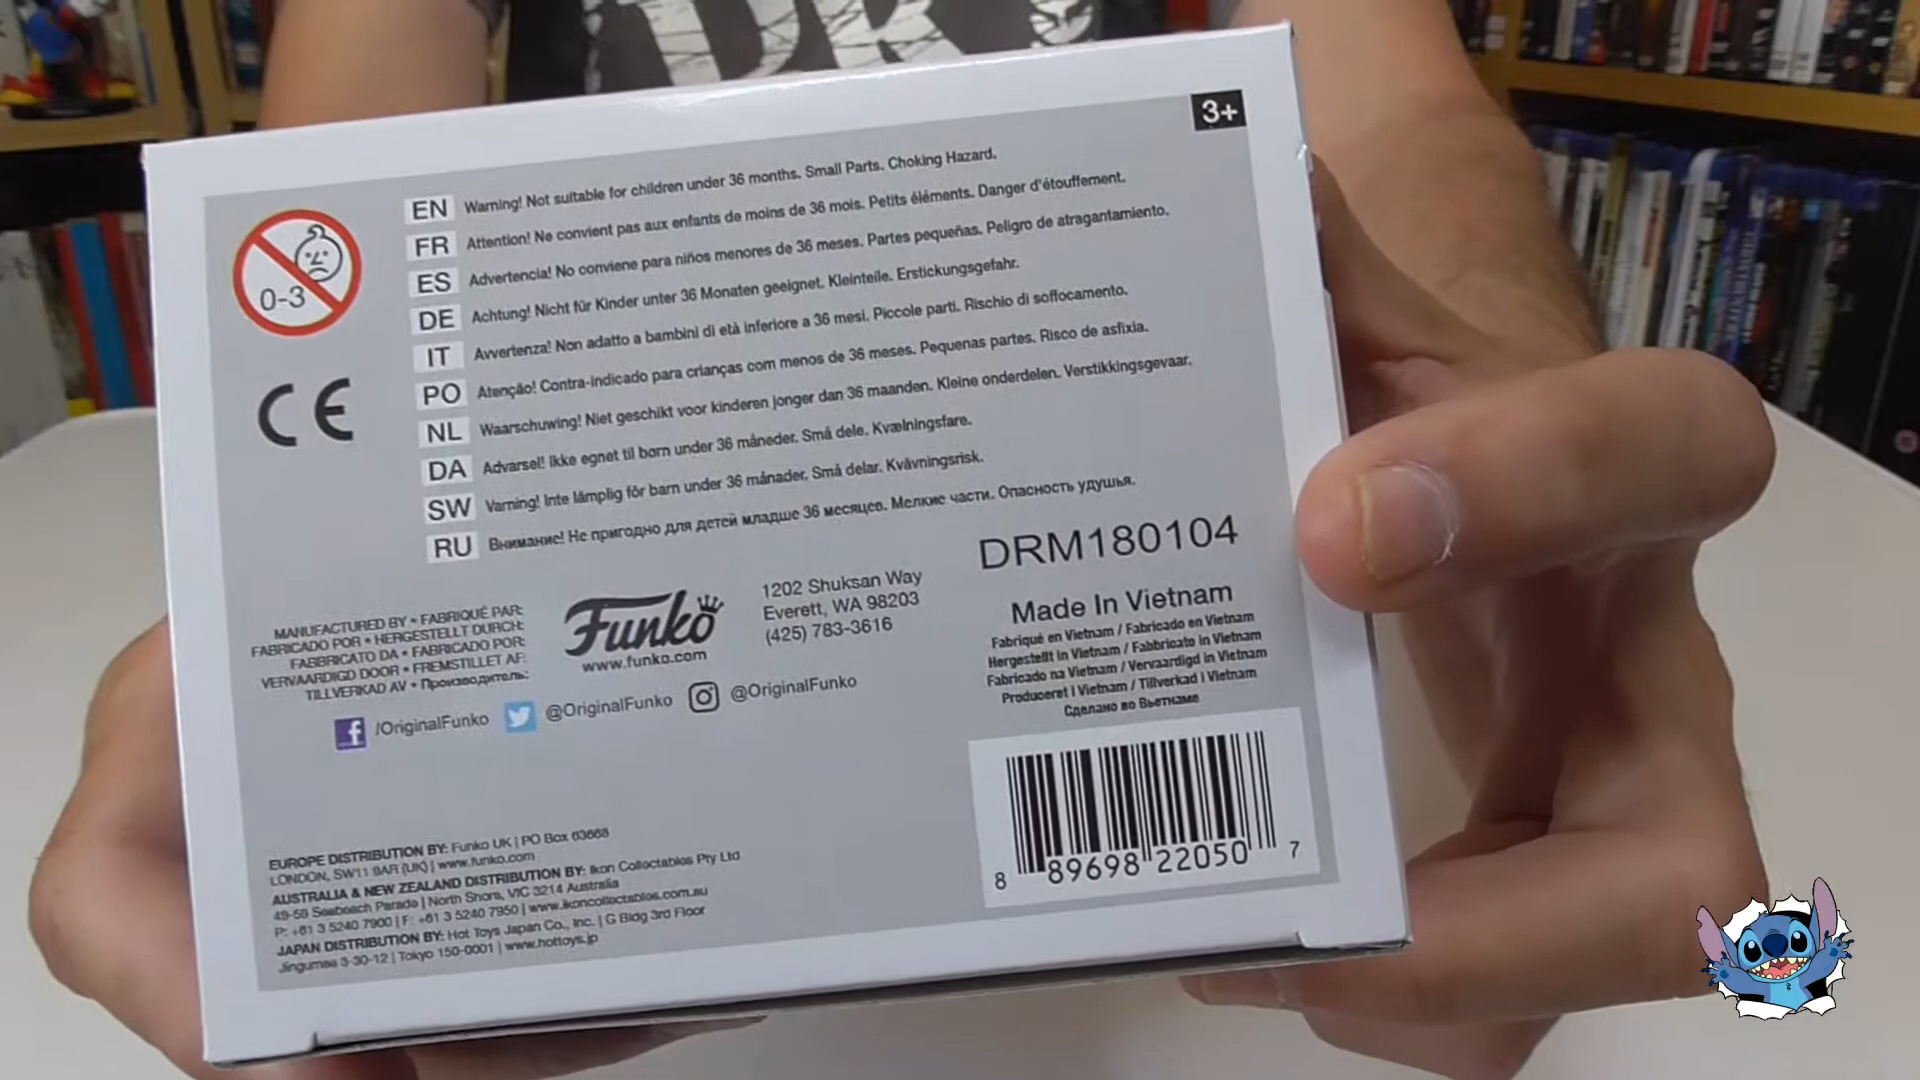 DR
3+
0-3
CE
EN Warning! Not suitable for children under 36 months. Small Parts. Choking Hazard.
FR Attention! Ne convient pas aux enfants de moins de 36 mois. Petits éléments. Danger d'étouffement.
ES Advertencia! No conviene para niños menores de 36 meses. Partes pequeñas. Peligro de atragantamiento.
DE Achtung! Nicht für Kinder unter 36 Monaten geeignet. Kleinteile. Erstickungsgefahr.
IT Avvertenza! Non adatto a bambini di età inferiore a 36 mesi. Piccole parti. Rischio di soffocamento.
PO Atenção! Contra-indicado para crianças com menos de 36 meses. Pequenas partes. Risco de asfixia.
NL Waarschuwing! Niet geschikt voor kinderen jonger dan 36 maanden. Kleine onderdelen. Verstikkingsgevaar.
DA Advarsel! Ikke egnet til børn under 36 måneder. Små dele. Kvælningsfare.
SW Varning! Inte lämplig för barn under 36 månader. Små delar. Kvävningsrisk.
RU Внимание! Не пригодно для детей младше 36 месяцев. Мелкие части. Опасность удушья.
DRM180104
MANUFACTURED BY • FABRIQUÉ PAR:
FABRICADO POR • HERGESTELLT DURCH:
FABBRICATO DA • FABRICADO POR:
VERVAARDIGD DOOR • FREMSTILLET AF:
TILLVERKAD AV • Производитель:
Funko
www.funko.com
1202 Shuksan Way
Everett, WA 98203
(425) 783-3616
Made In Vietnam
Fabriqué en Vietnam / Fabricado en Vietnam
Hergestellt in Vietnam / Fabbricato in Vietnam
Fabricado na Vietnam / Vervaardigd in Vietnam
Produceret i Vietnam / Tillverkad i Vietnam
Сделано во Вьетнаме
/OriginalFunko @OriginalFunko @OriginalFunko
8 89698 22050 7
EUROPE DISTRIBUTION BY: Funko UK | PO Box 63668
LONDON, SW11 9AR (UK) | www.funko.com
AUSTRALIA & NEW ZEALAND DISTRIBUTION BY: Ikon Collectables Pty Ltd
49-59 Seabeach Parade | North Shore, VIC 3214 Australia
P: +61 3 5240 7900 | F: +61 3 5240 7950 | www.ikoncollectables.com.au
JAPAN DISTRIBUTION BY: Hot Toys Japan Co., Inc. | G Bldg 3rd Floor
Jingumae 3-30-12 | Tokyo 150-0001 | www.hottoys.jp